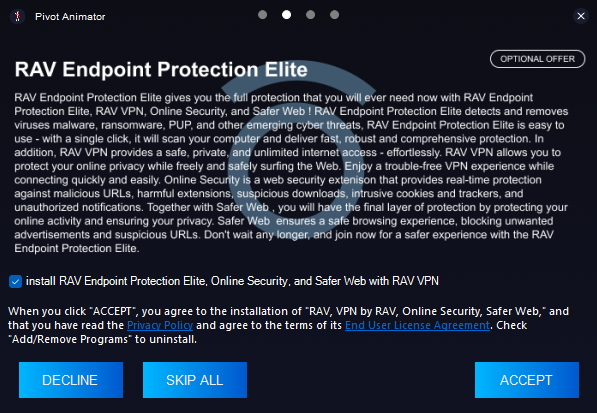 Pivot Animator
OPTIONAL OFFER
RAV Endpoint Protection Elite
RAV Endpoint Protection Elite gives you the full protection that you will ever need now with RAV Endpoint
Protection Elite, RAV VPN, Online Security, and Safer Web ! RAV Endpoint Protection Elite detects and removes
viruses malware, ransomware, PUP, and other emerging cyber threats, RAV Endpoint Protection Elite is easy to
use - with a single click, it will scan your computer and deliver fast, robust and comprehensive protection. In
addition, RAV VPN provides a safe, private, and unlimited internet access - effortlessly. RAV VPN allows you to
protect your online privacy while freely and safely surfing the Web. Enjoy a trouble-free VPN experience while
connecting quickly and easily. Online Security is a web security extenison that provides real-time protection
against malicious URLs, harmful extensions, suspicious downloads, intrusive cookies and trackers, and
unauthorized notifications. Together with Safer Web , you will have the final layer of protection by protecting your
online activity and ensuring your privacy. Safer Web  ensures a safe browsing experience, blocking unwanted
advertisements and suspicious URLs. Don't wait any longer, and join now for a safer experience with the RAV
Endpoint Protection Elite.
install RAV Endpoint Protection Elite, Online Security, and Safer Web with RAV VPN
When you click "ACCEPT", you agree to the installation of "RAV, VPN by RAV, Online Security, Safer Web," and
that you have read the Privacy Policy and agree to the terms of its End User License Agreement. Check
"Add/Remove Programs" to uninstall.
DECLINE
SKIP ALL
ACCEPT